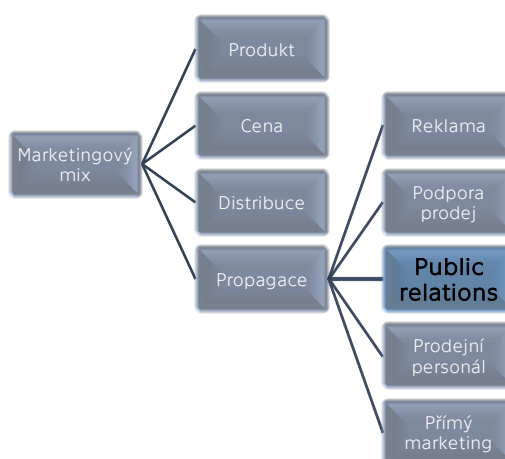 Produkt
Cena
Reklama
Marketingový
mix
Distribuce
Podpora
prodej
Propagace
Public
relations
Prodejní
personál
Přímý
marketing